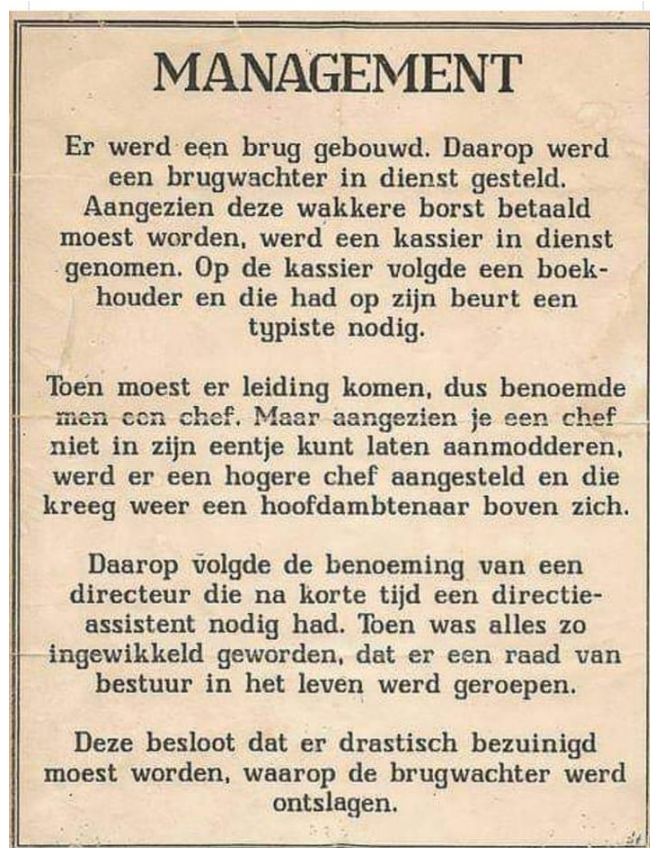 MANAGEMENT
Er werd een brug gebouwd. Daarop werd
een brugwachter in dienst gesteld.
Aangezien deze wakkere borst betaald
moest worden, werd een kassier in dienst
genomen. Op de kassier volgde een boek-
houder en die had op zijn beurt een
typiste nodig.
Toen moest er leiding komen, dus benoemde
men een chef. Maar aangezien je een chef
niet in zijn eentje kunt laten aanmodderen,
werd er een hogere chef aangesteld en die
kreeg weer een hoofdambtenaar boven zich.
Daarop volgde de benoeming van een
directeur die na korte tijd een directie-
assistent nodig had. Toen was alles zo
ingewikkeld geworden, dat er een raad van
bestuur in het leven werd geroepen.
Deze besloot dat er drastisch bezuinigd
moest worden, waarop de brugwachter werd
ontslagen.